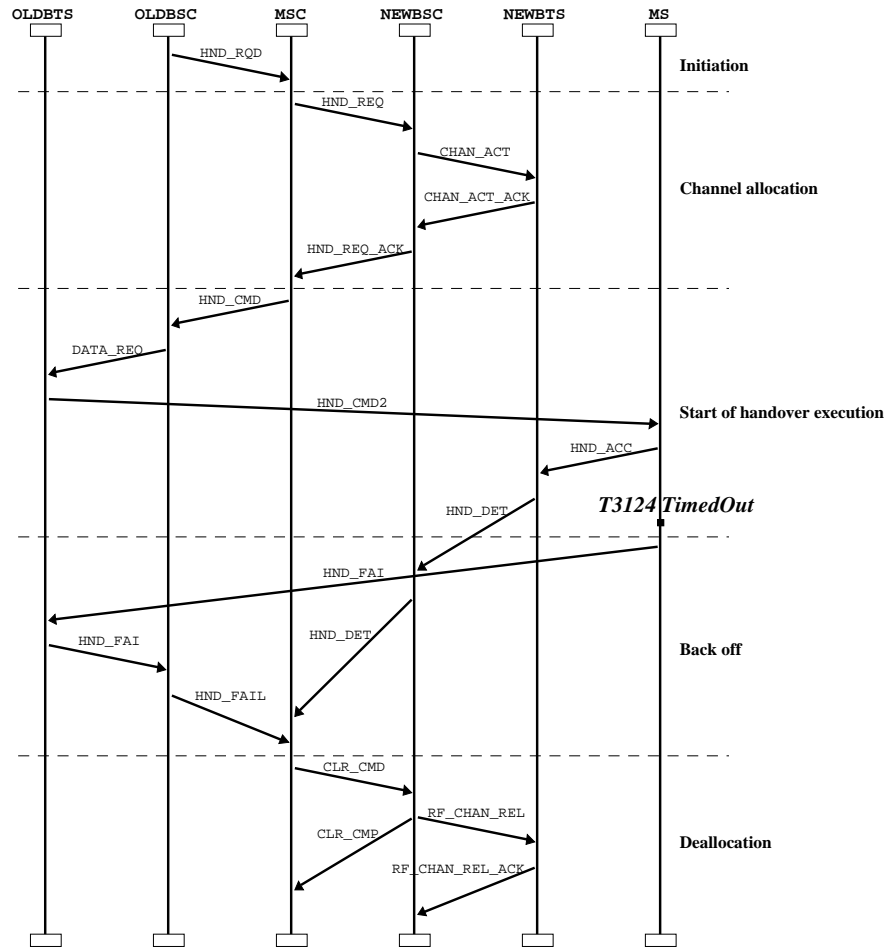 OLDBTS OLDBSC MSC NEWBSC NEWBTS MS
HND_RQD
Initiation
HND_REQ
CHAN_ACT
Channel allocation
CHAN_ACT_ACK
HND_REQ_ACK
HND_CMD
DATA_REQ
HND_CMD2
Start of handover execution
HND_ACC
T3124 TimedOut
HND_DET
HND_FAI
HND_DET
HND_FAI
Back off
HND_FAIL
CLR_CMD
RF_CHAN_REL
CLR_CMP
Deallocation
RF_CHAN_REL_ACK